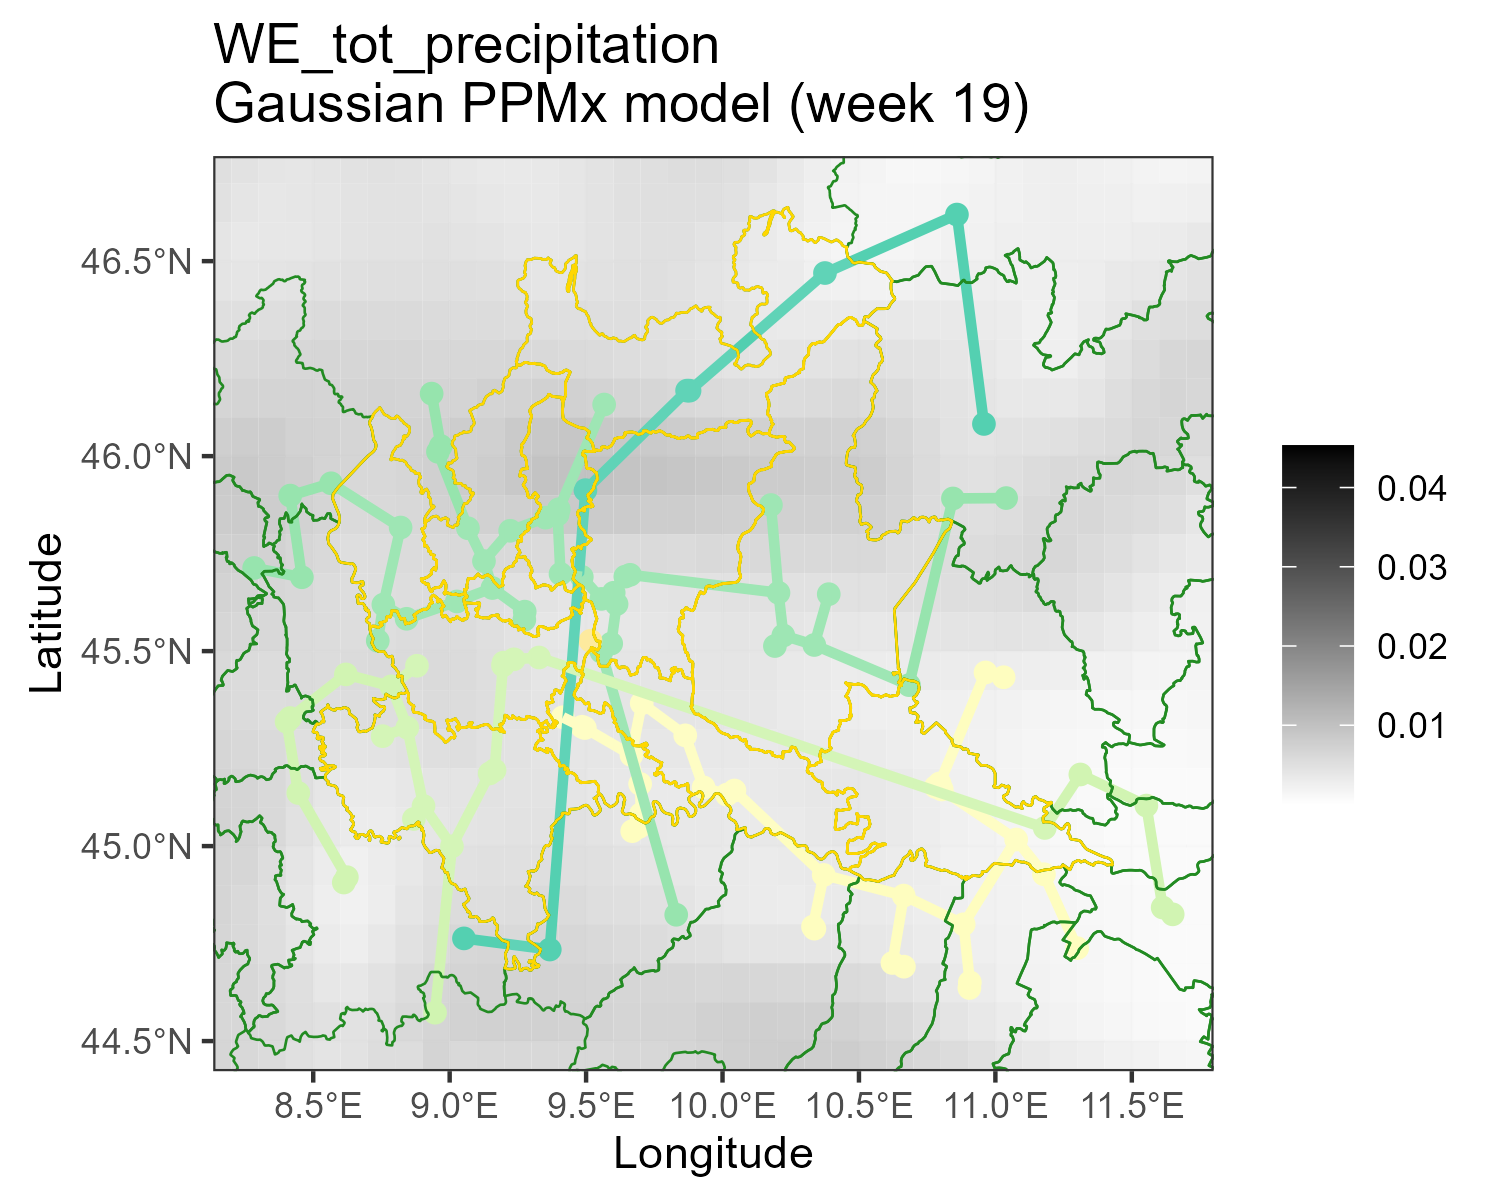 WE_tot_precipitation
Gaussian PPMx model (week 19)
46.5°N
46.0°N
45.5°N
45.0°N
44.5°N
Latitude
8.5°E 9.0°E 9.5°E 10.0°E 10.5°E 11.0°E 11.5°E
Longitude
0.04
0.03
0.02
0.01